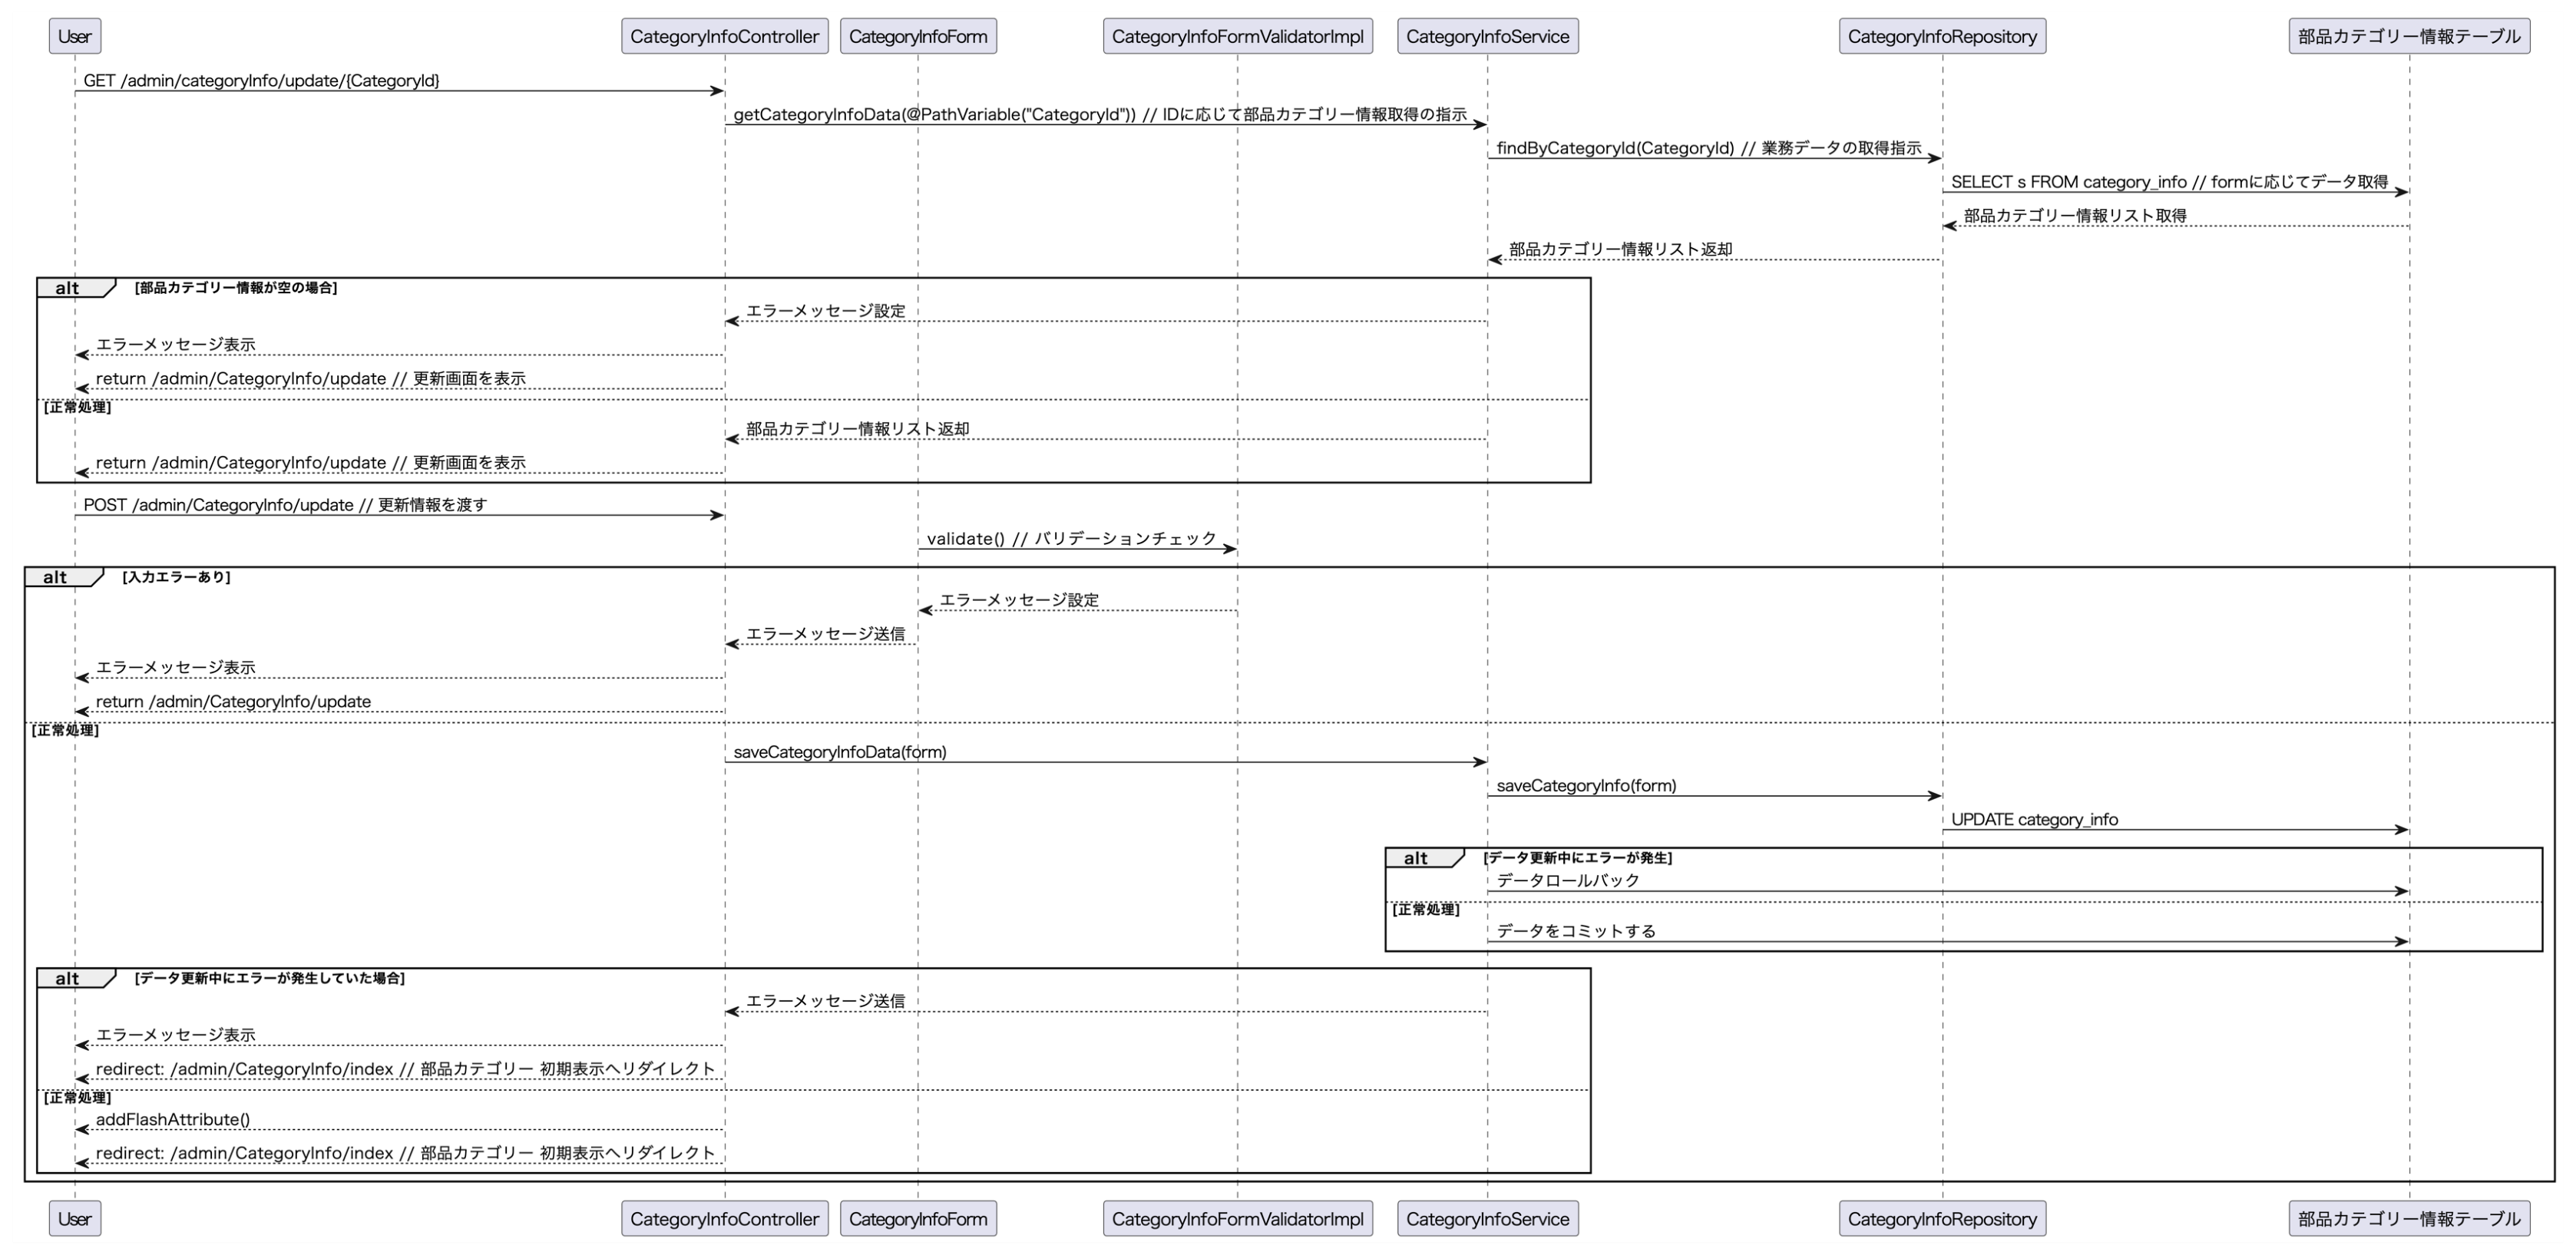 User
CategoryInfoController
CategoryInfoForm
CategoryInfoFormValidatorImpl
CategoryInfoService
CategoryInfoRepository
部品カテゴリー情報テーブル
GET /admin/categoryInfo/update/{CategoryId}
getCategoryInfoData(@PathVariable("CategoryId")) // IDに応じて部品カテゴリー情報取得の指示
findByCategoryId(CategoryId) // 業務データの取得指示
SELECT s FROM category_info // formに応じてデータ取得
部品カテゴリー情報リスト取得
部品カテゴリー情報リスト返却
alt [部品カテゴリー情報が空の場合]
エラーメッセージ設定
エラーメッセージ表示
return /admin/CategoryInfo/update // 更新画面を表示
[正常処理]
部品カテゴリー情報リスト返却
return /admin/CategoryInfo/update // 更新画面を表示
POST /admin/CategoryInfo/update // 更新情報を渡す
validate() // バリデーションチェック
alt [入力エラーあり]
エラーメッセージ設定
エラーメッセージ送信
エラーメッセージ表示
return /admin/CategoryInfo/update
[正常処理]
saveCategoryInfoData(form)
saveCategoryInfo(form)
UPDATE category_info
alt [データ更新中にエラーが発生]
データロールバック
[正常処理]
データをコミットする
alt [データ更新中にエラーが発生していた場合]
エラーメッセージ送信
エラーメッセージ表示
redirect: /admin/CategoryInfo/index // 部品カテゴリー 初期表示へリダイレクト
[正常処理]
addFlashAttribute()
redirect: /admin/CategoryInfo/index // 部品カテゴリー 初期表示へリダイレクト
User
CategoryInfoController
CategoryInfoForm
CategoryInfoFormValidatorImpl
CategoryInfoService
CategoryInfoRepository
部品カテゴリー情報テーブル